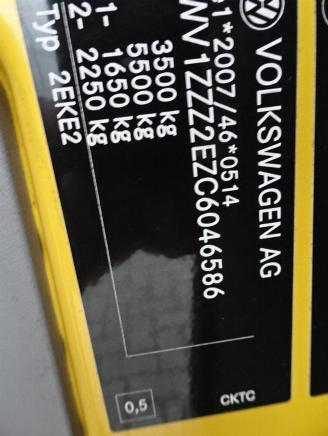 VOLKSWAGEN AG
1*2007/46*0514
WV1ZZZ2EZC6046586
3500 kg
5500 kg
1- 1650 kg
2- 2250 kg
Typ 2EKE2
0,5
CKTC